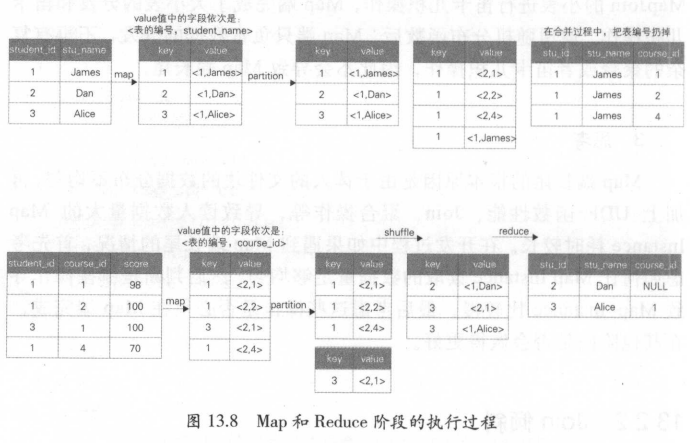 value值中的字段依次是：
<表的编号，student_name>
在合并过程中，把表编号扔掉
student_id stu_name
1 James
2 Dan
3 Alice
map
key value
1 <1,James>
2 <1,Dan>
3 <1,Alice>
partition
key value
1 <1,James>
2 <1,Dan>
3 <1,Alice>
key value
1 <2,1>
1 <2,2>
1 <2,4>
1 <1,James>
stu_id stu_name course_id
1 James 1
1 James 2
1 James 4
shuffle
reduce
value值中的字段依次是：
<表的编号，course_id>
student_id course_id score
1 1 98
1 2 100
3 1 100
1 4 70
map
key value
1 <2,1>
1 <2,2>
3 <2,1>
1 <2,4>
partition
key value
1 <2,1>
1 <2,2>
1 <2,4>
key value
3 <2,1>
key value
2 <1,Dan>
3 <2,1>
3 <1,Alice>
stu_id stu_name course_id
2 Dan NULL
3 Alice 1
图 13.8 Map 和 Reduce 阶段的执行过程